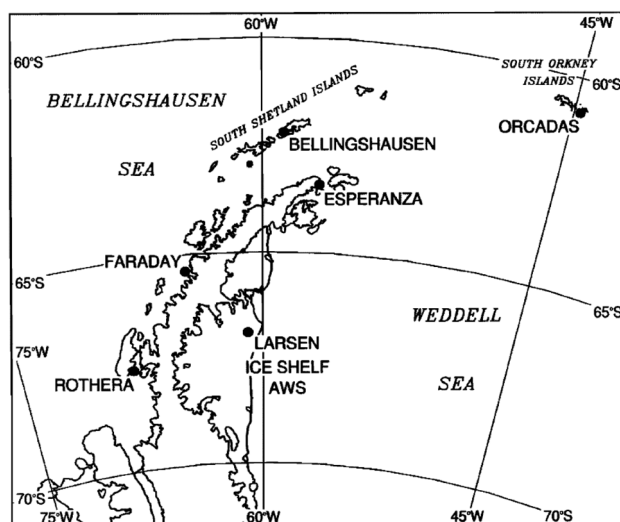 60°W
45°W
60°S
60°S
SOUTH ORKNEY
ISLANDS
BELLINGSHAUSEN
SOUTH SHETLAND ISLANDS
ORCADAS
BELLINGSHAUSEN
SEA
ESPERANZA
FARADAY
65°S
WEDDELL
65°S
LARSEN
ICE SHELF
AWS
75°W
ROTHERA
SEA
70°S
75°W
60°W
45°W
70°S